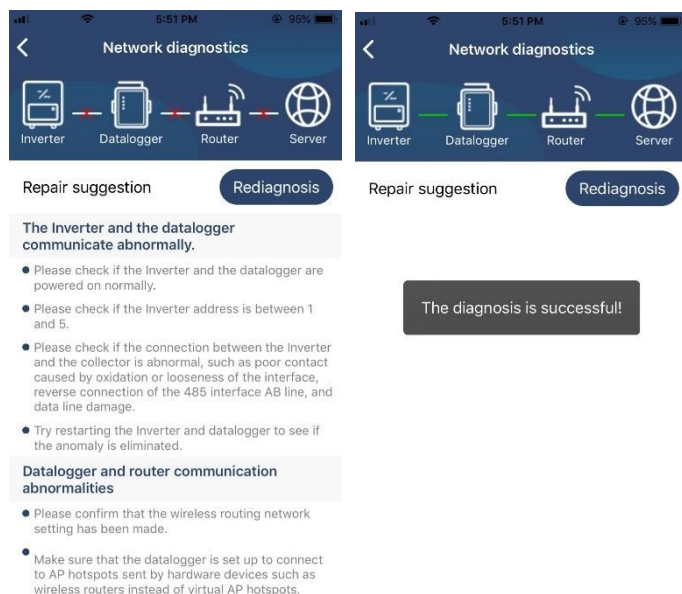 5:51 PM
95%
Network diagnostics
Inverter
Datalogger
Router
Server
Repair suggestion
Rediagnosis
The Inverter and the datalogger
communicate abnormally.
Please check if the Inverter and the datalogger are
powered on normally.
Please check if the Inverter address is between 1
and 5.
Please check if the connection between the Inverter
and the collector is abnormal, such as poor contact
caused by oxidation or looseness of the interface,
reverse connection of the 485 interface AB line, and
data line damage.
Try restarting the Inverter and datalogger to see if
the anomaly is eliminated.
Datalogger and router communication
abnormalities
Please confirm that the wireless routing network
setting has been made.
Make sure that the datalogger is set up to connect
to AP hotspots sent by hardware devices such as
wireless routers instead of virtual AP hotspots.
5:51 PM
95%
Network diagnostics
Inverter
Datalogger
Router
Server
Repair suggestion
Rediagnosis
The diagnosis is successful!